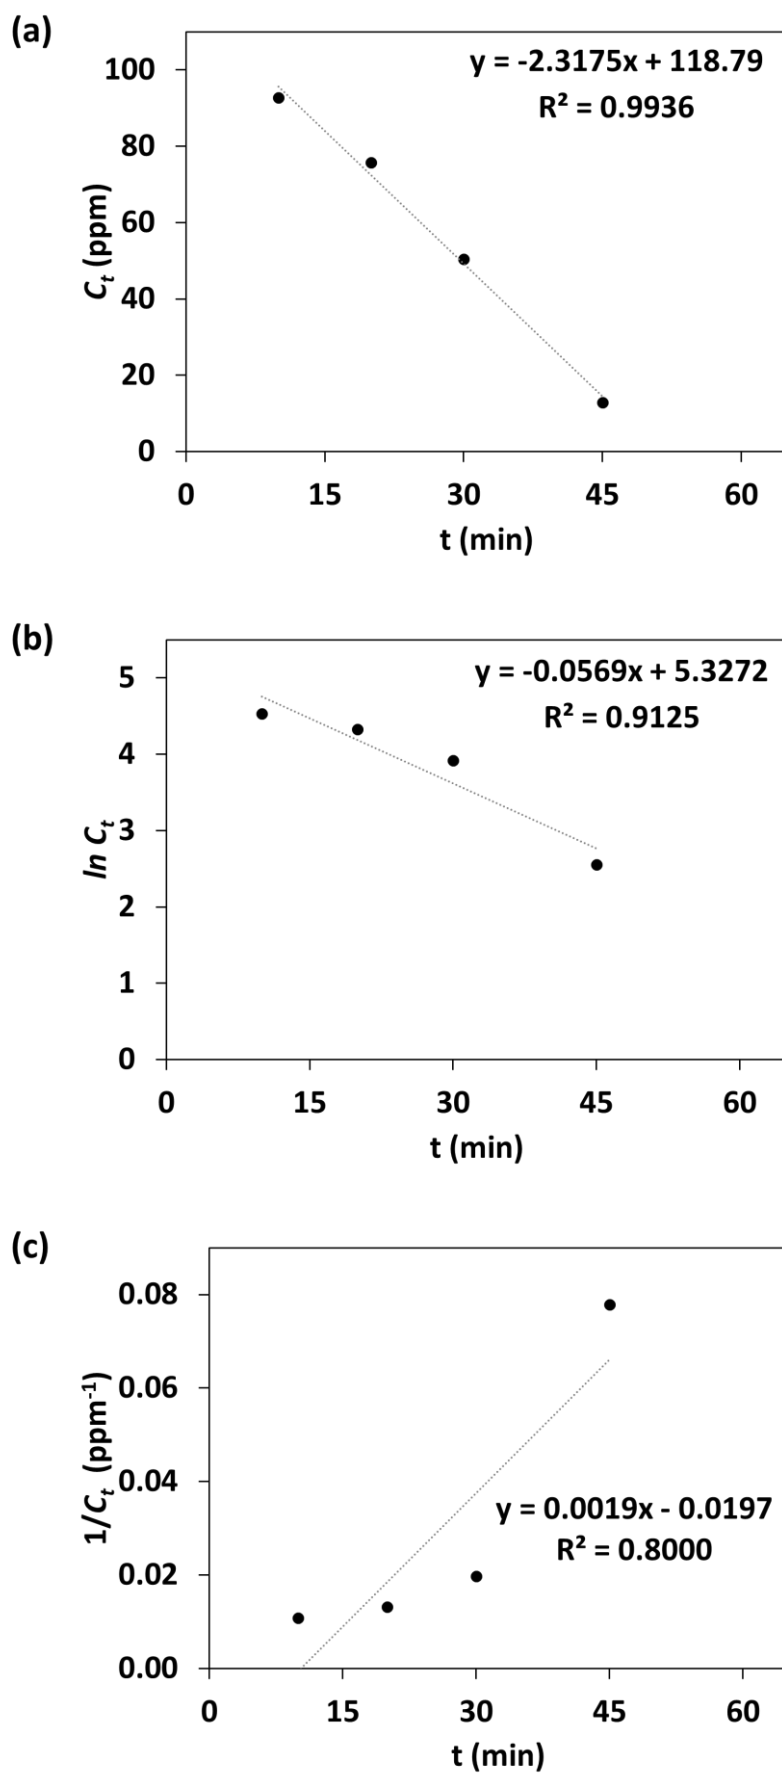 (a)
y = -2.3175x + 118.79
R² = 0.9936
100
80
60
40
20
0
Cₜ (ppm)
0 15 30 45 60
t (min)
(b)
y = -0.0569x + 5.3272
R² = 0.9125
5
4
3
2
1
0
ln Cₜ
0 15 30 45 60
t (min)
(c)
0.08
0.06
0.04
0.02
0.00
1/Cₜ (ppm⁻¹)
y = 0.0019x - 0.0197
R² = 0.8000
0 15 30 45 60
t (min)